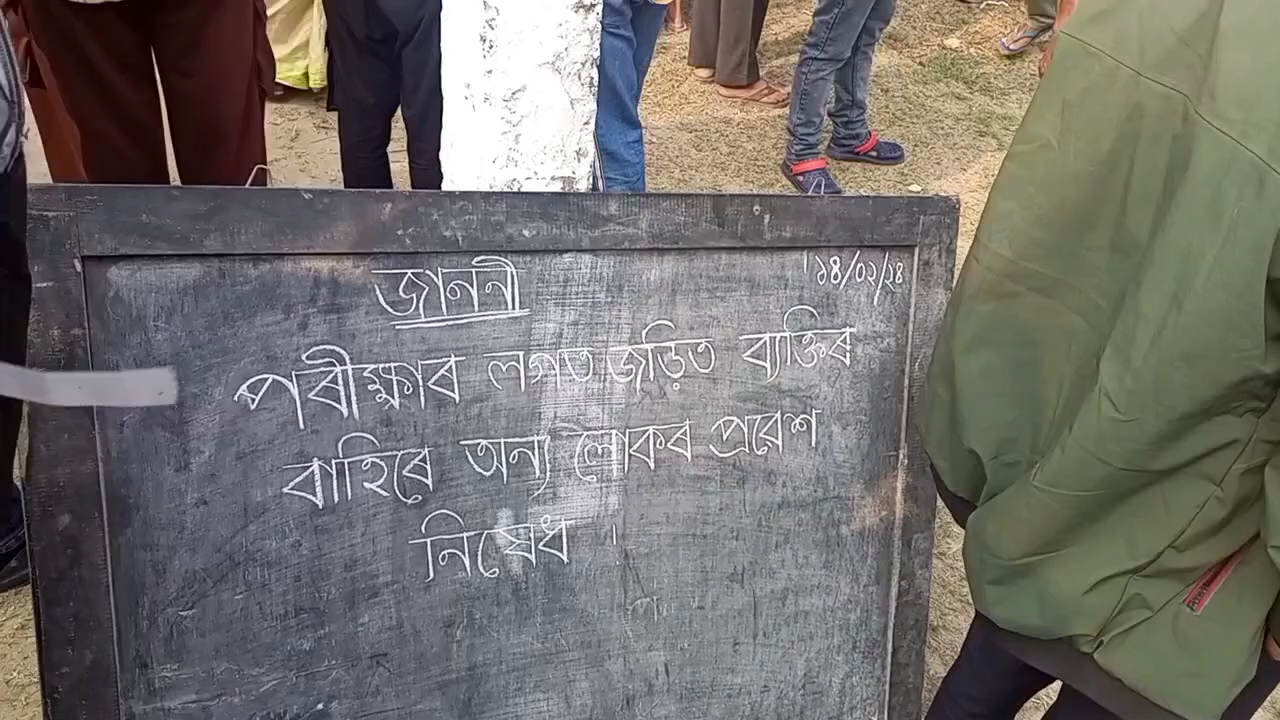 জাননী
১৪/০২/২৪
পৰীক্ষাৰ লগত জড়িত ব্যক্তিৰ
বাহিৰে অন্য লোকৰ প্ৰৱেশ
নিষেধ ।